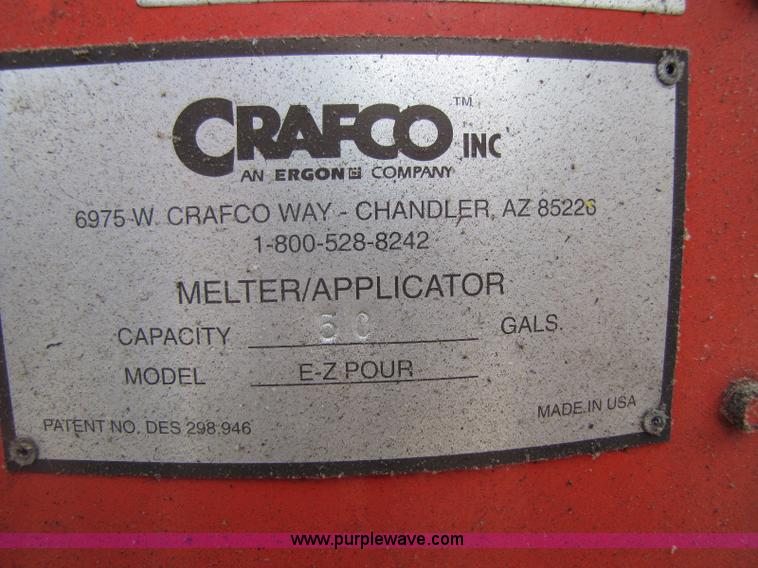 CRAFCO INC ™
AN ERGON COMPANY
6975 W. CRAFCO WAY - CHANDLER, AZ 85226
1-800-528-8242
MELTER/APPLICATOR
CAPACITY 50 GALS.
MODEL E-Z POUR
PATENT NO. DES 298,946
MADE IN USA
www.purplewave.com